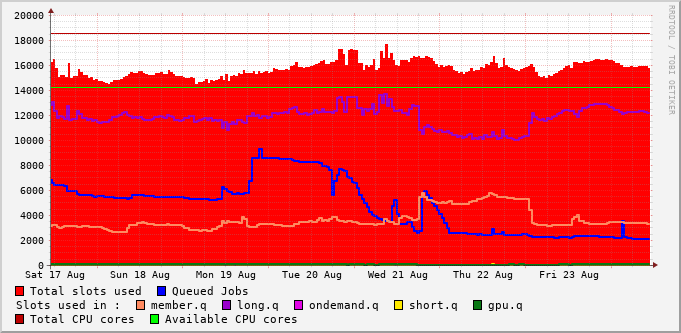 20000
18000
16000
14000
12000
10000
8000
6000
4000
2000
0
Sat 17 Aug Sun 18 Aug Mon 19 Aug Tue 20 Aug Wed 21 Aug Thu 22 Aug Fri 23 Aug
Total slots used Queued Jobs
Slots used in : member.q long.q ondemand.q short.q gpu.q
Total CPU cores Available CPU cores
RRDTOOL / TOBI OETIKER